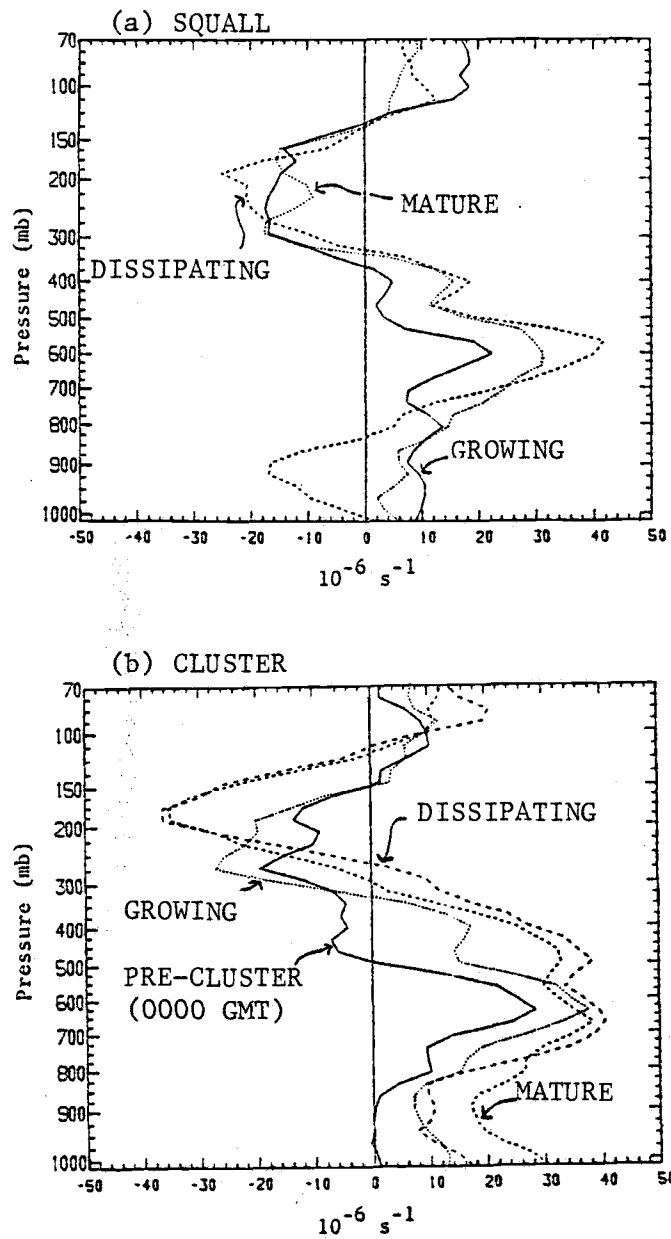 (a) SQUALL
70
100
150
200
300
400
500
600
700
800
900
1000
Pressure (mb)
MATURE
DISSIPATING
GROWING
-50 -40 -30 -20 -10 0 10 20 30 40 50
10⁻⁶ s⁻¹
(b) CLUSTER
70
100
150
200
300
400
500
600
700
800
900
1000
Pressure (mb)
DISSIPATING
GROWING
PRE-CLUSTER
(0000 GMT)
MATURE
-50 -40 -30 -20 -10 0 10 20 30 40 50
10⁻⁶ s⁻¹